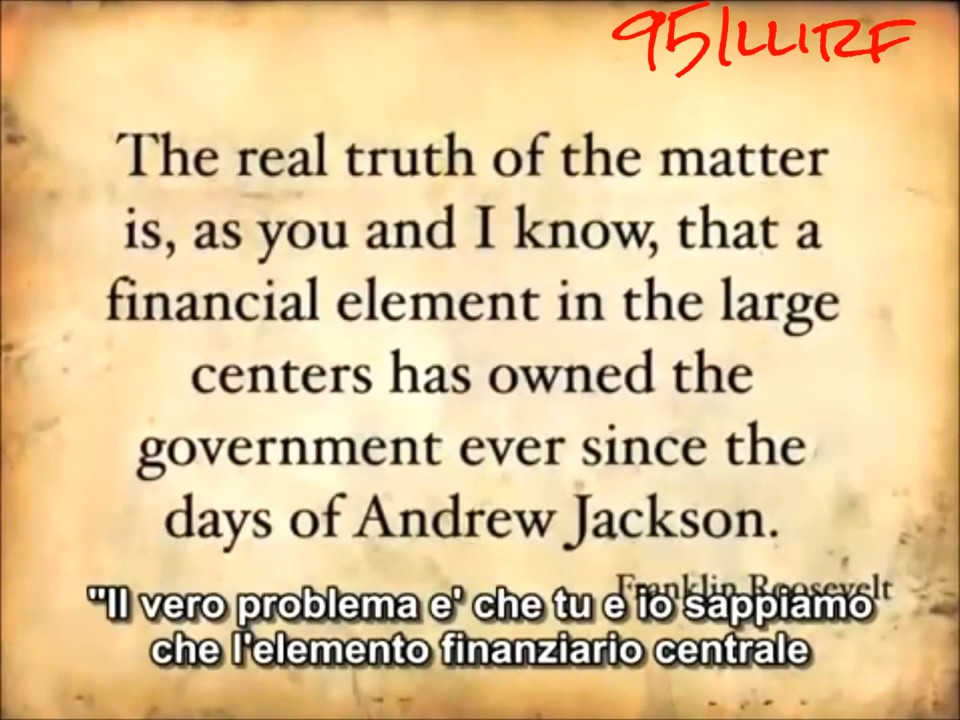 95ILLIRF
The real truth of the matter
is, as you and I know, that a
financial element in the large
centers has owned the
government ever since the
days of Andrew Jackson.
Franklin Roosevelt
"Il vero problema e' che tu e io sappiamo
che l'elemento finanziario centrale